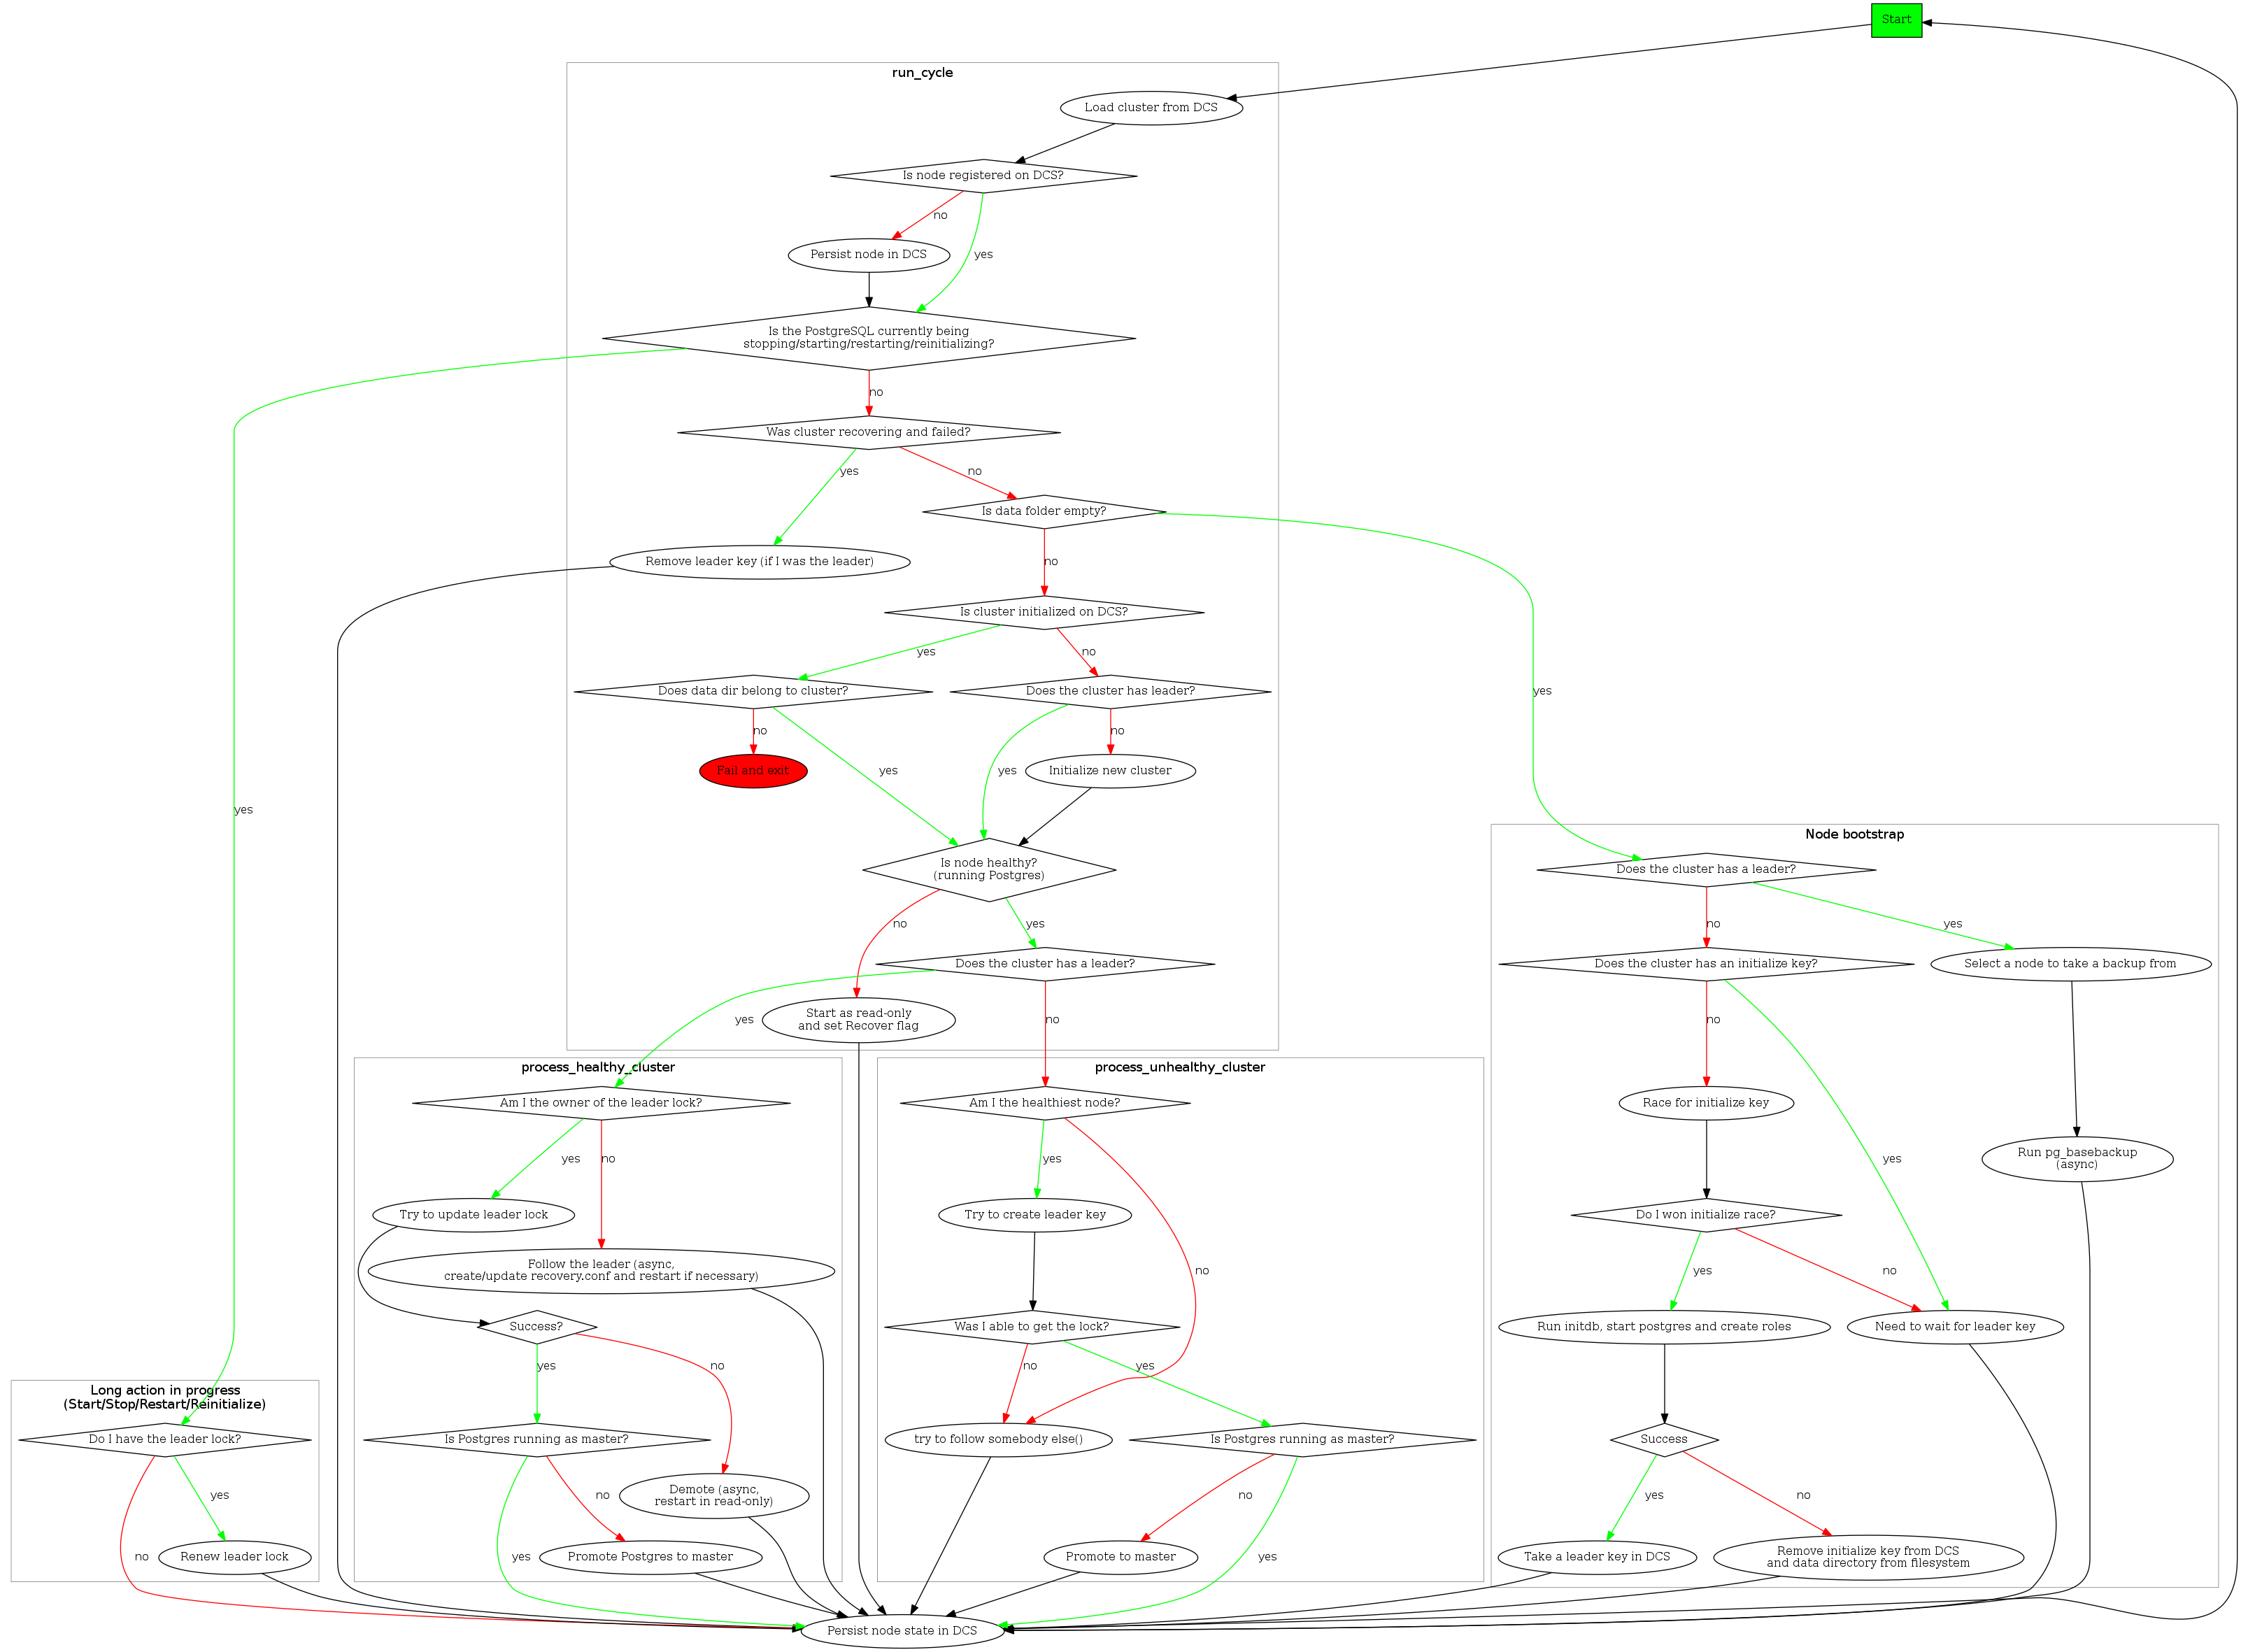 Start
run_cycle
Load cluster from DCS
Is node registered on DCS?
no
Persist node in DCS
yes
Is the PostgreSQL currently being
stopping/starting/restarting/reinitializing?
no
Was cluster recovering and failed?
yes
no
Is data folder empty?
Remove leader key (if I was the leader)
no
Is cluster initialized on DCS?
yes
no
Does data dir belong to cluster?
Does the cluster has leader?
yes
no
no
Fail and exit
yes
yes
Initialize new cluster
yes
Is node healthy?
(running Postgres)
no
yes
Does the cluster has a leader?
yes
Start as read-only
and set Recover flag
no
Node bootstrap
Does the cluster has a leader?
no
yes
Does the cluster has an initialize key?
Select a node to take a backup from
no
Race for initialize key
yes
Run pg_basebackup
(async)
Do I won initialize race?
yes
no
Run initdb, start postgres and create roles
Need to wait for leader key
Success
yes
no
Take a leader key in DCS
Remove initialize key from DCS
and data directory from filesystem
process_healthy_cluster
Am I the owner of the leader lock?
yes
no
Try to update leader lock
Follow the leader (async,
create/update recovery.conf and restart if necessary)
Success?
yes
no
Is Postgres running as master?
Demote (async,
restart in read-only)
no
yes
Promote Postgres to master
process_unhealthy_cluster
Am I the healthiest node?
yes
Try to create leader key
no
Was I able to get the lock?
no
yes
try to follow somebody else()
Is Postgres running as master?
no
yes
Promote to master
Long action in progress
(Start/Stop/Restart/Reinitialize)
Do I have the leader lock?
yes
no
Renew leader lock
Persist node state in DCS